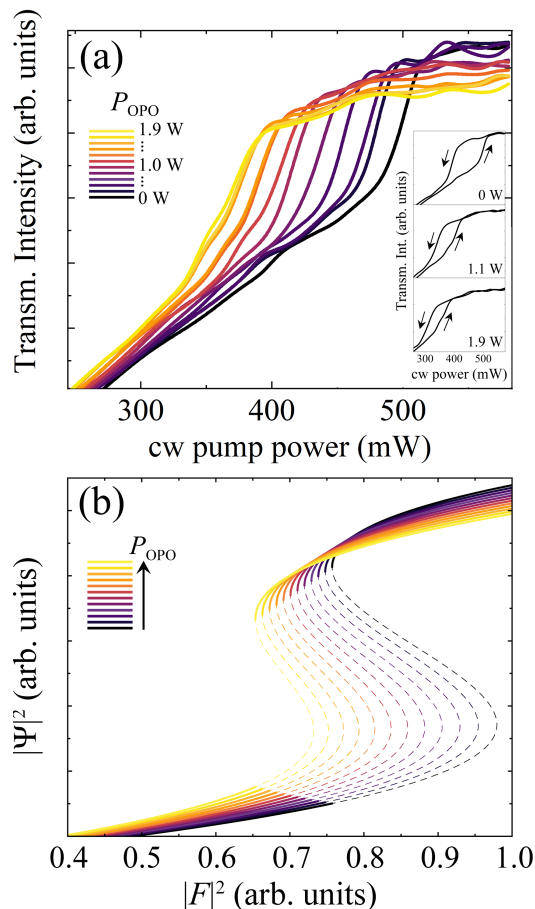 (a)
P_OPO
1.9 W
⋮
1.0 W
⋮
0 W
Transm. Intensity (arb. units)
300 400 500
cw pump power (mW)
Transm. Int. (arb. units)
0 W
1.1 W
1.9 W
300 400 500
cw power (mW)
(b)
P_OPO
|Ψ|² (arb. units)
0.4 0.5 0.6 0.7 0.8 0.9 1.0
|F|² (arb. units)